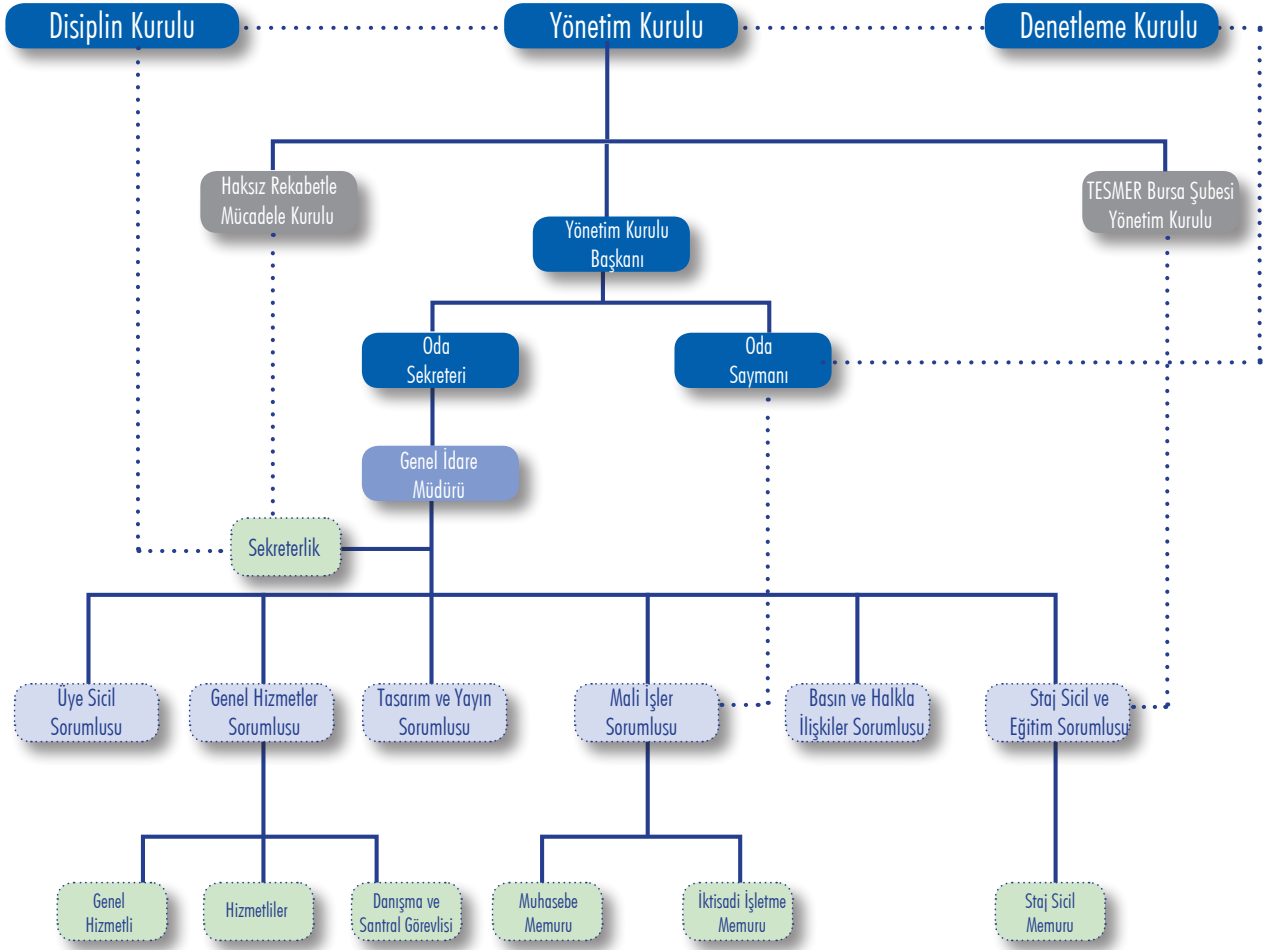 Disiplin Kurulu
Yönetim Kurulu
Denetleme Kurulu
Haksız Rekabetle
Mücadele Kurulu
TESMER Bursa Şubesi
Yönetim Kurulu
Yönetim Kurulu
Başkanı
Oda
Sekreteri
Oda
Saymanı
Genel İdare
Müdürü
Sekreterlik
Üye Sicil
Sorumlusu
Genel Hizmetler
Sorumlusu
Tasarım ve Yayın
Sorumlusu
Mali İşler
Sorumlusu
Basın ve Halkla
İlişkiler Sorumlusu
Staj Sicil ve
Eğitim Sorumlusu
Genel
Hizmetli
Hizmetliler
Danışma ve
Santral Görevlisi
Muhasebe
Memuru
İktisadi İşletme
Memuru
Staj Sicil
Memuru